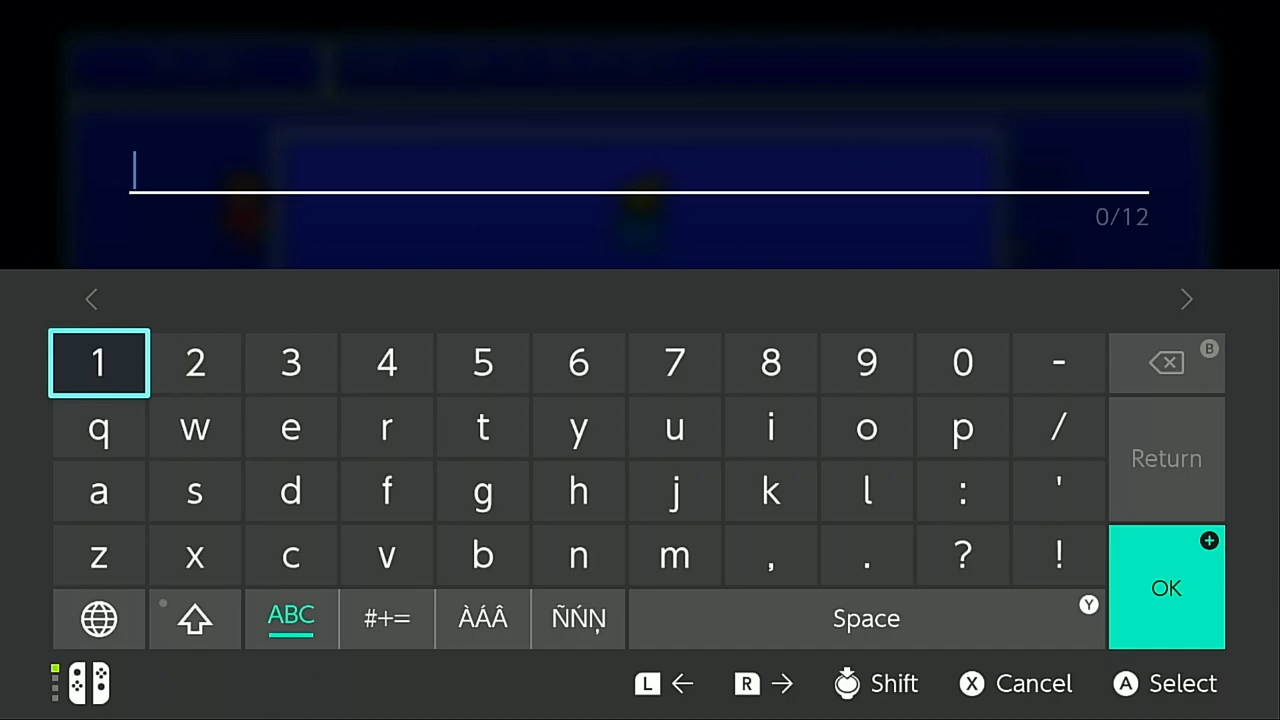 0/12
1 2 3 4 5 6 7 8 9 0 - B
q w e r t y u i o p / Return
a s d f g h j k l : '
z x c v b n m , . ? ! + OK
ABC #+= ÀÁÂ ÑŃŅ Space Y
L ← R → Shift X Cancel A Select